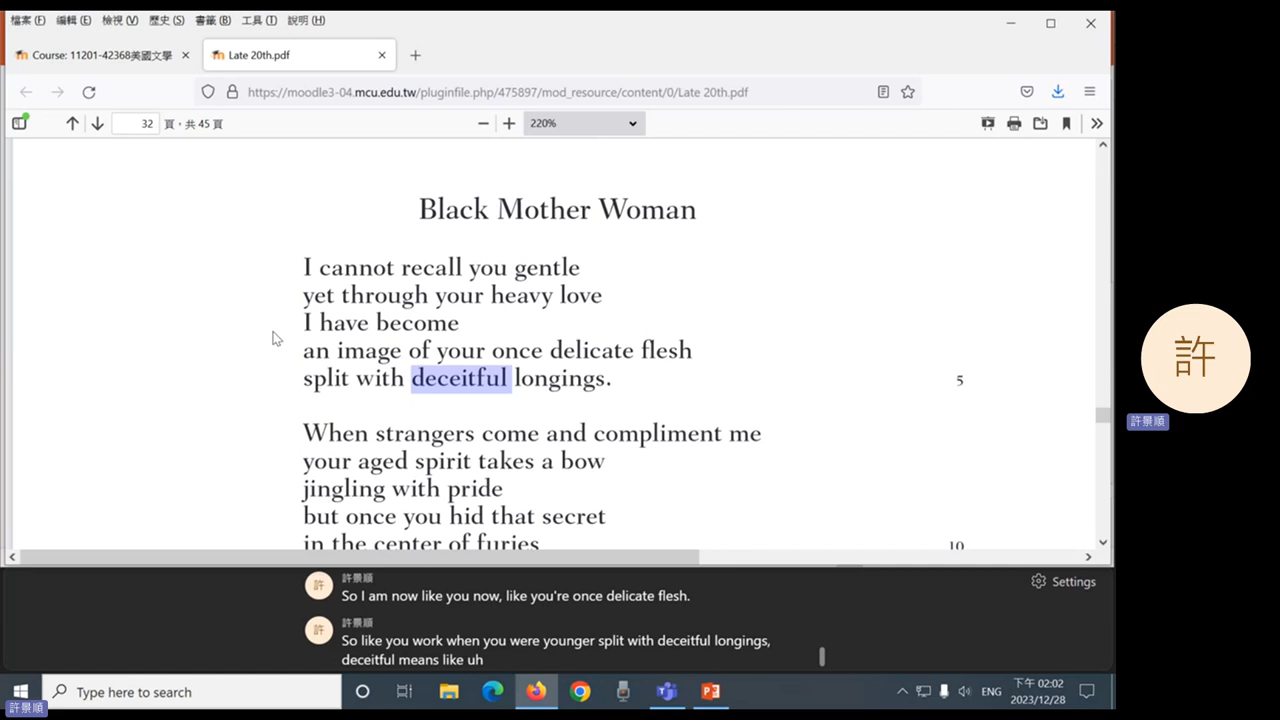 檔案(F) 編輯(E) 檢視(V) 歷史(S) 書籤(B) 工具(T) 說明(H)
Course: 11201-42368美國文學
Late 20th.pdf
https://moodle3-04.mcu.edu.tw/pluginfile.php/475897/mod_resource/content/0/Late 20th.pdf
32 頁，共 45 頁
220%
Black Mother Woman
I cannot recall you gentle
yet through your heavy love
I have become
an image of your once delicate flesh
split with deceitful longings. 5
When strangers come and compliment me
your aged spirit takes a bow
jingling with pride
but once you hid that secret
in the center of furies 10
許
許景順
許
許景順
So I am now like you now, like you're once delicate flesh.
Settings
許
許景順
So like you work when you were younger split with deceitful longings,
deceitful means like uh
Type here to search
ENG
下午 02:02
2023/12/28
許景順